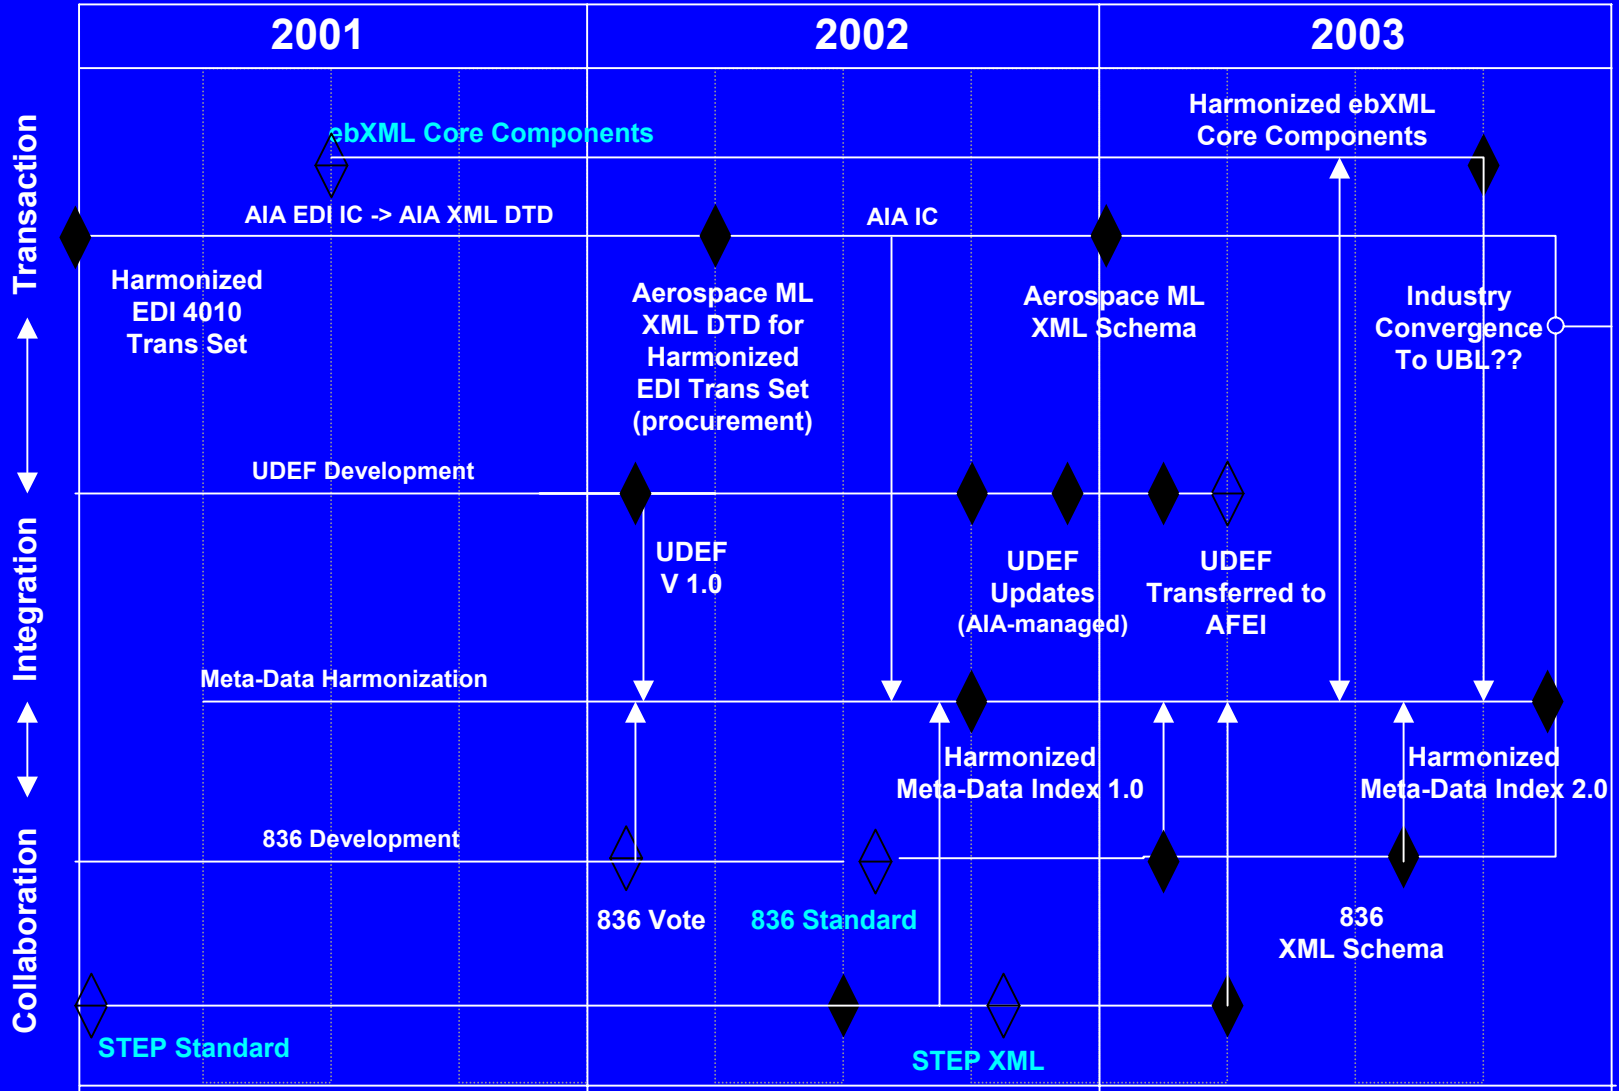 2001
2002
2003
Transaction
Integration
Collaboration
ebXML Core Components
Harmonized ebXML
Core Components
AIA EDI IC -> AIA XML DTD
AIA IC
Harmonized
EDI 4010
Trans Set
Aerospace ML
XML DTD for
Harmonized
EDI Trans Set
(procurement)
Aerospace ML
XML Schema
Industry
Convergence
To UBL??
UDEF Development
UDEF
V 1.0
UDEF
Updates
(AIA-managed)
UDEF
Transferred to
AFEI
Meta-Data Harmonization
Harmonized
Meta-Data Index 1.0
Harmonized
Meta-Data Index 2.0
836 Development
836 Vote
836 Standard
836
XML Schema
STEP Standard
STEP XML